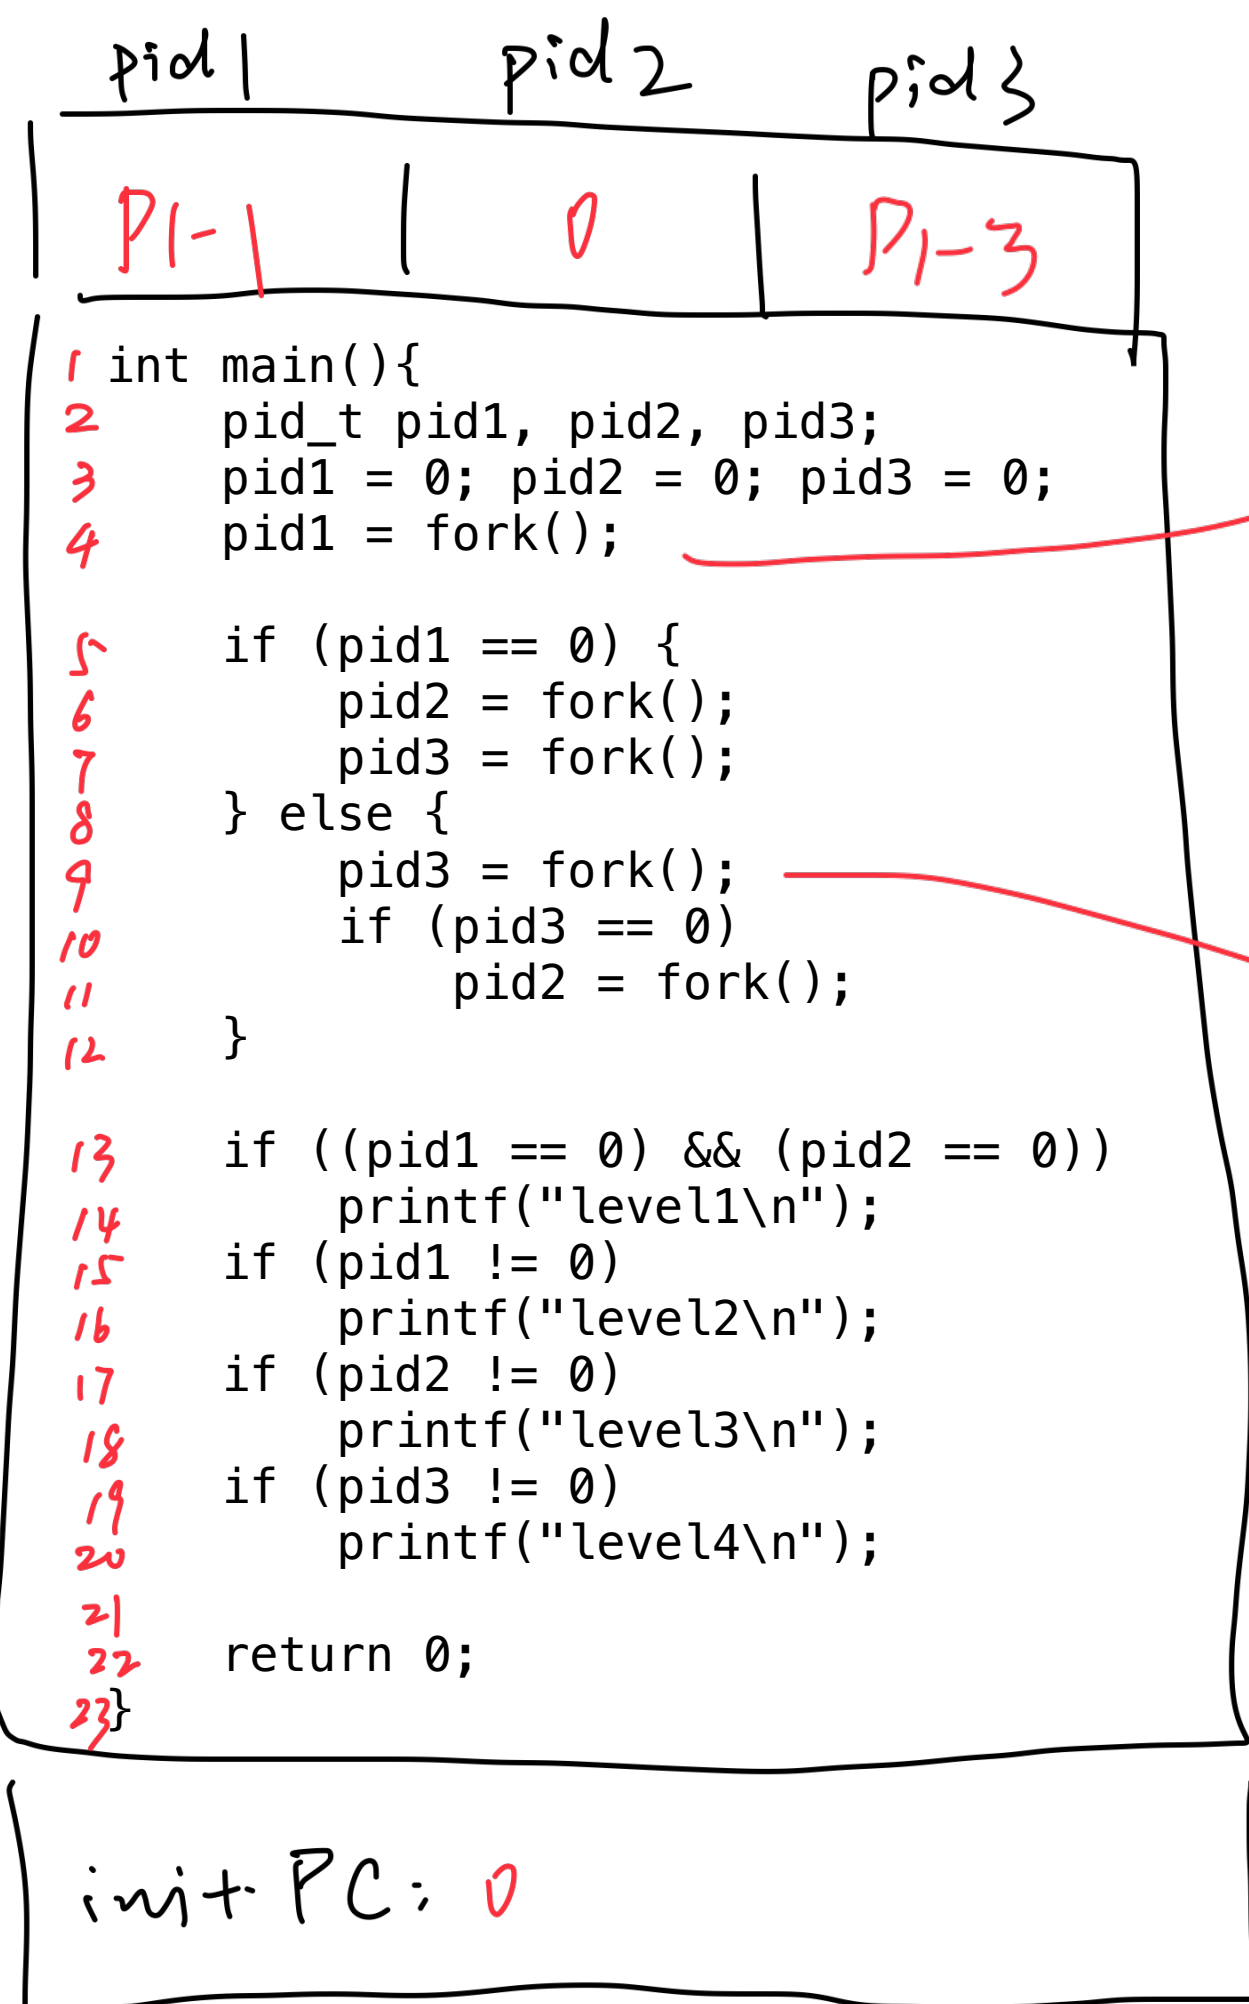 pid1 pid2 pid3
P1-1 0 P1-3
1 int main(){
2 pid_t pid1, pid2, pid3;
3 pid1 = 0; pid2 = 0; pid3 = 0;
4 pid1 = fork();
5 if (pid1 == 0) {
6 pid2 = fork();
7 pid3 = fork();
8 } else {
9 pid3 = fork();
10 if (pid3 == 0)
11 pid2 = fork();
12 }
13 if ((pid1 == 0) && (pid2 == 0))
14 printf("level1\n");
15 if (pid1 != 0)
16 printf("level2\n");
17 if (pid2 != 0)
18 printf("level3\n");
19 if (pid3 != 0)
20 printf("level4\n");
21
22 return 0;
23 }
init PC: 0